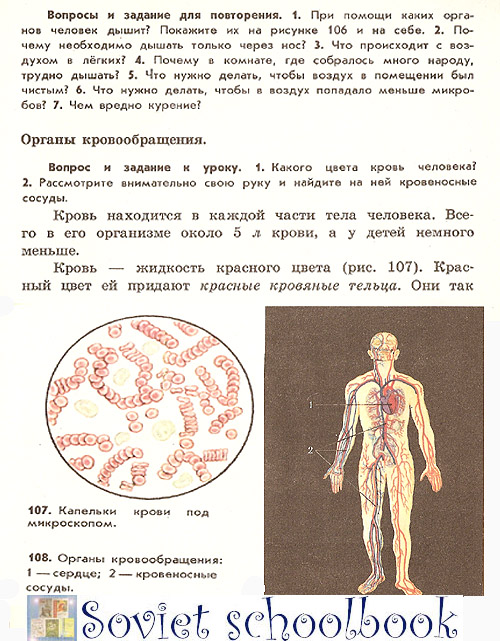 Вопросы и задание для повторения. 1. При помощи каких орга-
нов человек дышит? Покажите их на рисунке 106 и на себе. 2. По-
чему необходимо дышать только через нос? 3. Что происходит с воз-
духом в лёгких? 4. Почему в комнате, где собралось много народу,
трудно дышать? 5. Что нужно делать, чтобы воздух в помещении был
чистым? 6. Что нужно делать, чтобы в воздух попадало меньше микро-
бов? 7. Чем вредно курение?
Органы кровообращения.
Вопрос и задание к уроку. 1. Какого цвета кровь человека?
2. Рассмотрите внимательно свою руку и найдите на ней кровеносные
сосуды.
Кровь находится в каждой части тела человека. Все-
го в его организме около 5 л крови, а у детей немного
меньше.
Кровь — жидкость красного цвета (рис. 107). Крас-
ный цвет ей придают красные кровяные тельца. Они так
1
2
107. Капельки крови под
микроскопом.
108. Органы кровообращения:
1 — сердце; 2 — кровеносные
сосуды.
Soviet schoolbook